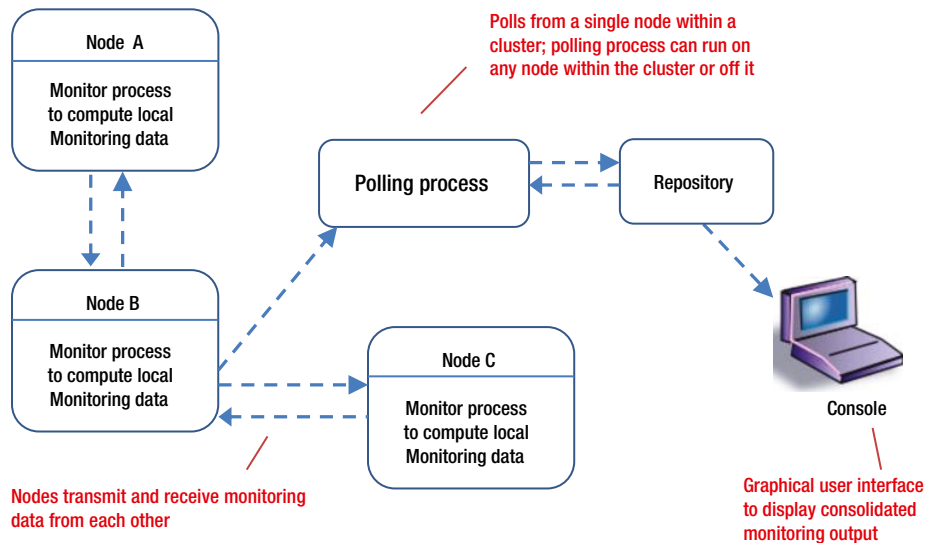 Node A
Monitor process
to compute local
Monitoring data
Polls from a single node within a
cluster; polling process can run on
any node within the cluster or off it
Polling process
Repository
Node B
Monitor process
to compute local
Monitoring data
Node C
Monitor process
to compute local
Monitoring data
Console
Nodes transmit and receive monitoring
data from each other
Graphical user interface
to display consolidated
monitoring output